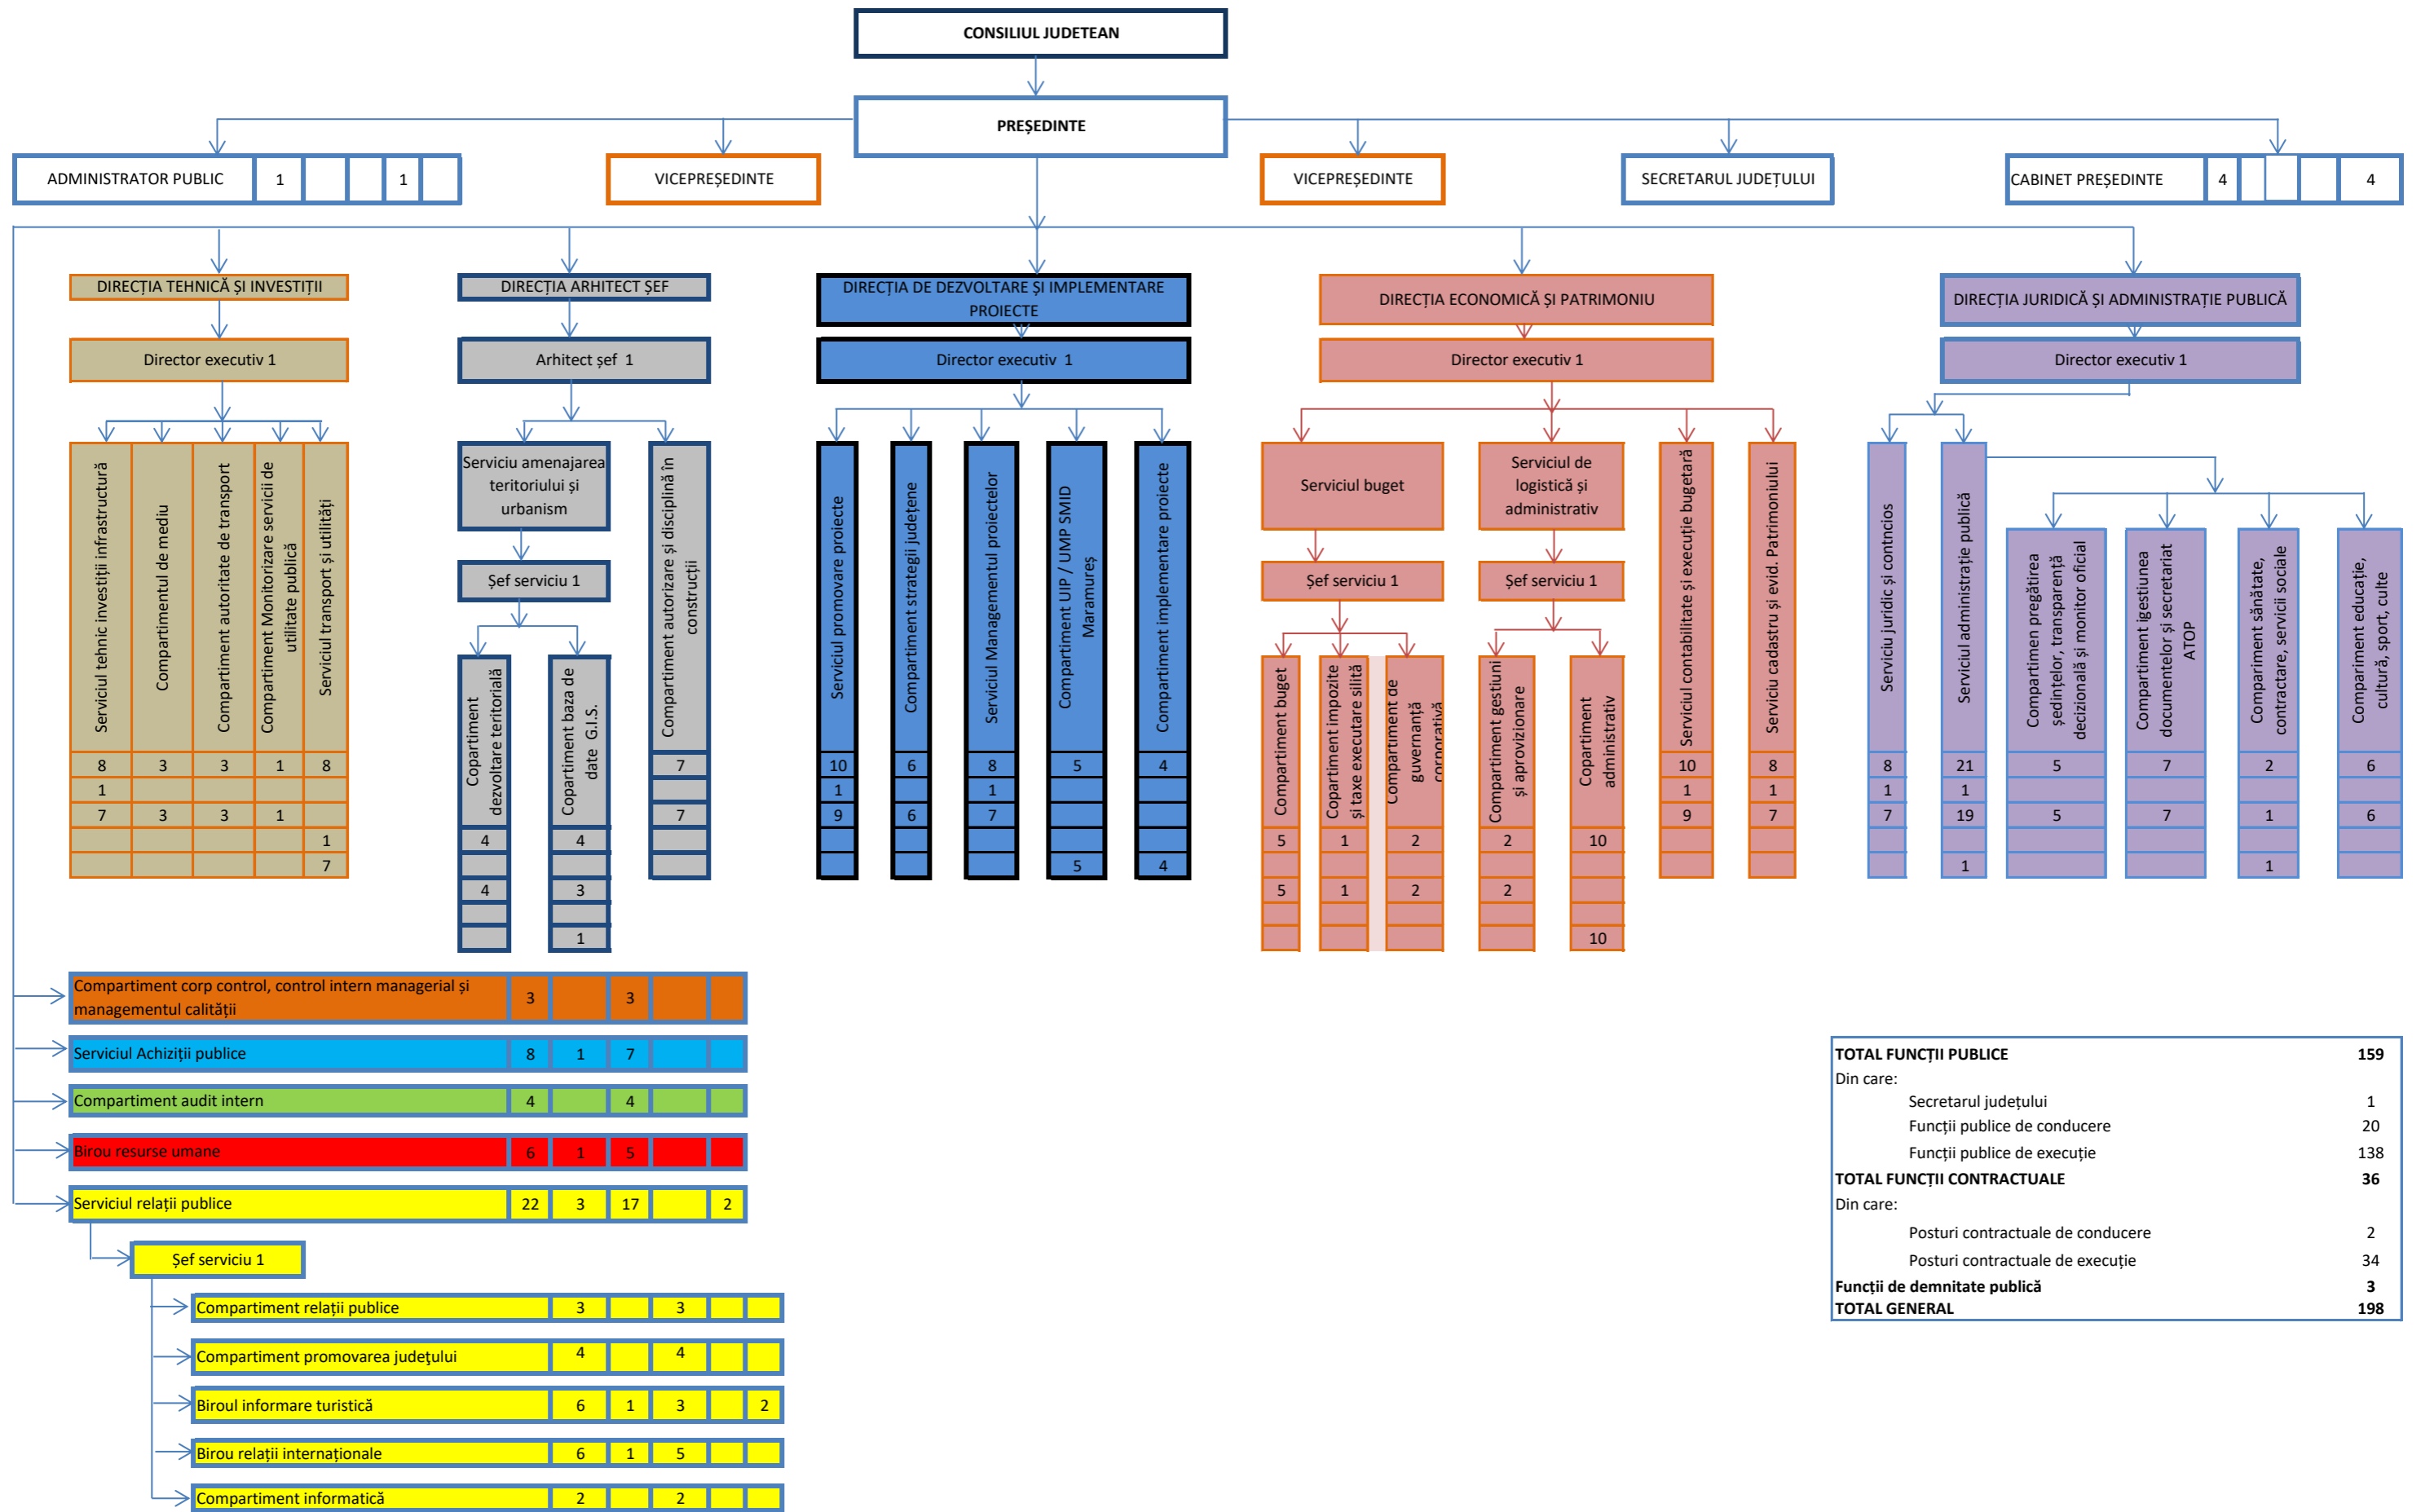 CONSILIUL JUDETEAN
PREȘEDINTE
ADMINISTRATOR PUBLIC 1 1
VICEPREȘEDINTE
VICEPREȘEDINTE
SECRETARUL JUDEȚULUI
CABINET PREȘEDINTE 4 4
DIRECȚIA TEHNICĂ ȘI INVESTIȚII
Director executiv 1
Serviciul tehnic investiții infrastructură
8
1
7
Compartimentul de mediu
3
3
Compartiment autoritate de transport
3
3
Compartiment Monitorizare servicii de
utilitate publică
1
1
Serviciul transport și utilități
8
1
7
DIRECȚIA ARHITECT ȘEF
Arhitect șef 1
Serviciu amenajarea
teritoriului și
urbanism
Șef serviciu 1
Copartiment
dezvoltare teritorială
4
4
Copartiment baza de
date G.I.S.
4
3
1
Compartiment autorizare și disciplină în
construcții
7
7
DIRECȚIA DE DEZVOLTARE ȘI IMPLEMENTARE
PROIECTE
Director executiv 1
Serviciul promovare proiecte
10
1
9
Compartiment strategii județene
6
6
Serviciul Managementul proiectelor
8
1
7
Compartiment UIP / UMP SMID
Maramureș
5
5
Compartiment implementare proiecte
4
4
DIRECȚIA ECONOMICĂ ȘI PATRIMONIU
Director executiv 1
Serviciul buget
Șef serviciu 1
Compartiment buget
5
5
Copartiment impozite
și taxe executare silită
1
1
Compartiment de
guvernanță
corporativă
2
2
Serviciul de
logistică și
administrativ
Șef serviciu 1
Compartiment gestiuni
și aprovizionare
2
2
Copartiment
administrativ
10
10
Serviciul contabilitate și execuție bugetară
10
1
9
Serviciu cadastru și evid. Patrimoniului
8
1
7
DIRECȚIA JURIDICĂ ȘI ADMINISTRAȚIE PUBLICĂ
Director executiv 1
Serviciu juridic și contncios
8
1
7
Serviciul administrație publică
21
1
19
1
Compartimen pregătirea
ședințelor, transparență
decizională și monitor oficial
5
5
Compartiment igestiunea
documentelor și secretariat
ATOP
7
7
Compariment sănătate,
contractare, servicii sociale
2
1
1
Compariment educație,
cultură, sport, culte
6
6
Compartiment corp control, control intern managerial și
managementul calității 3 3
Serviciul Achiziții publice 8 1 7
Compartiment audit intern 4 4
Birou resurse umane 6 1 5
Serviciul relații publice 22 3 17 2
Șef serviciu 1
Compartiment relații publice 3 3
Compartiment promovarea judeţului 4 4
Biroul informare turistică 6 1 3 2
Birou relații internaționale 6 1 5
Compartiment informatică 2 2
TOTAL FUNCȚII PUBLICE 159
Din care:
Secretarul județului 1
Funcții publice de conducere 20
Funcții publice de execuție 138
TOTAL FUNCȚII CONTRACTUALE 36
Din care:
Posturi contractuale de conducere 2
Posturi contractuale de execuție 34
Funcții de demnitate publică 3
TOTAL GENERAL 198